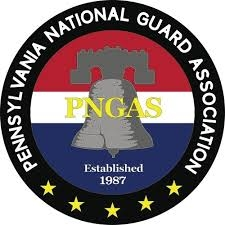 PENNSYLVANIA NATIONAL GUARD ASSOCIATION
PNGAS
Established
1987